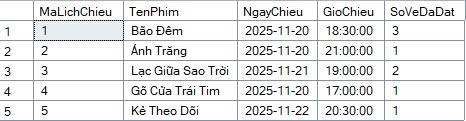 MaLichChieu TenPhim NgayChieu GioChieu SoVeDaDat
1 1 Bão Đêm 2025-11-20 18:30:00 3
2 2 Ánh Trăng 2025-11-20 21:00:00 1
3 3 Lạc Giữa Sao Trời 2025-11-21 19:00:00 2
4 4 Gõ Cửa Trái Tim 2025-11-20 17:00:00 1
5 5 Kẻ Theo Dõi 2025-11-22 20:30:00 1